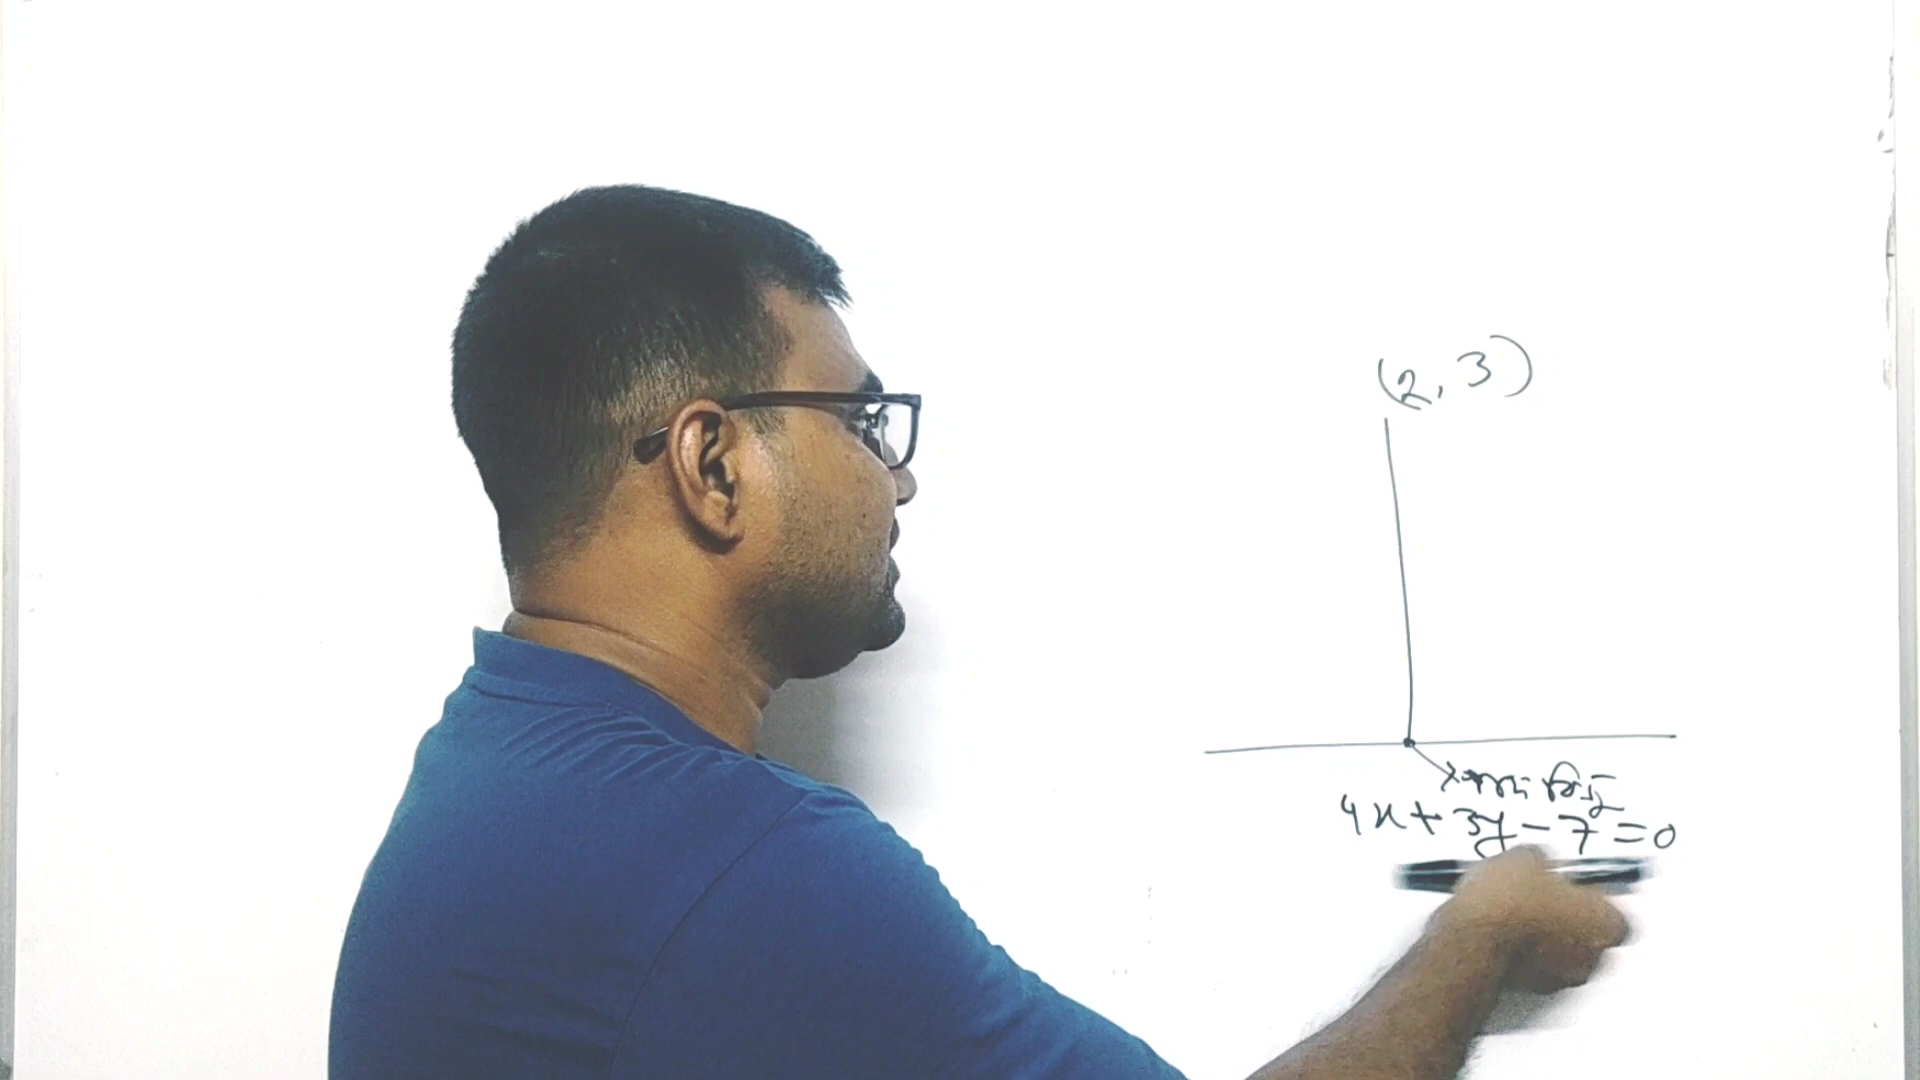 (2, 3)
বিন্দু
4x + 3y - 7 = 0